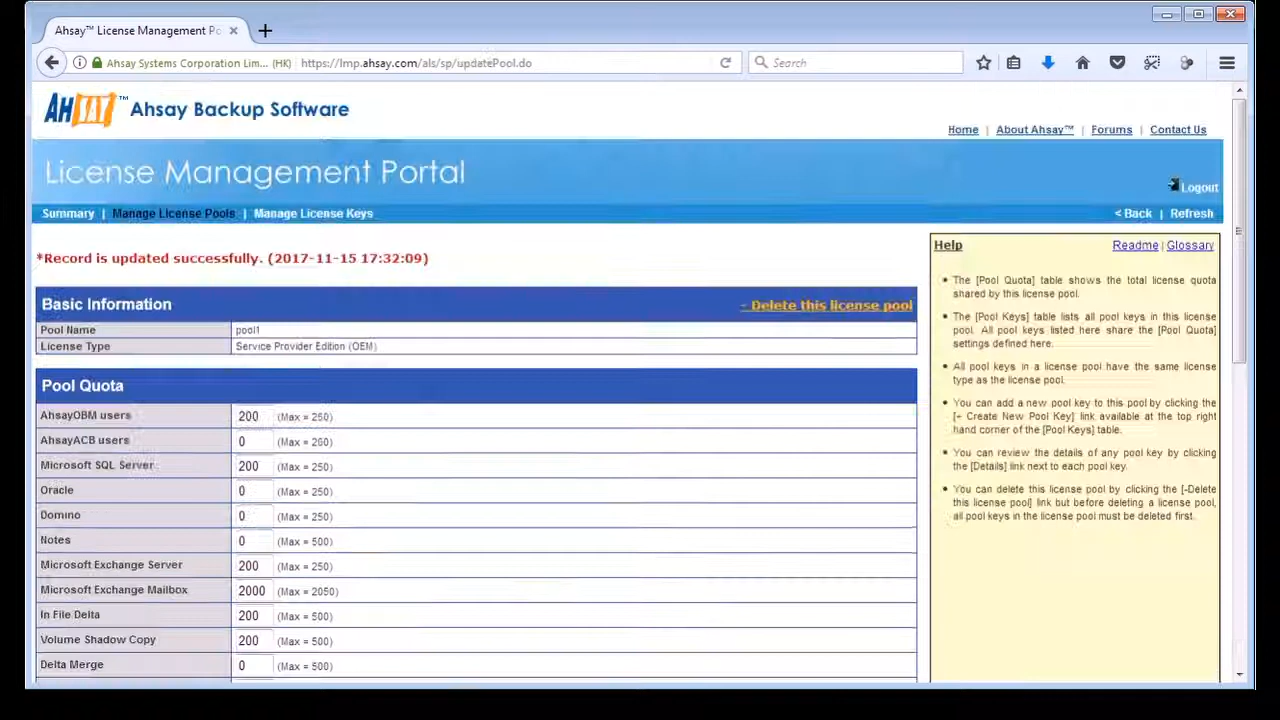 Ahsay™ License Management Po
Ahsay Systems Corporation Lim... (HK)
https://lmp.ahsay.com/als/sp/updatePool.do
Search
AHSAY™ Ahsay Backup Software
Home | About Ahsay™ | Forums | Contact Us
License Management Portal
Logout
Summary | Manage License Pools | Manage License Keys
< Back | Refresh
*Record is updated successfully. (2017-11-15 17:32:09)
Basic Information
- Delete this license pool
Pool Name pool1
License Type Service Provider Edition (OEM)
Pool Quota
AhsayOBM users 200 (Max = 250)
AhsayACB users 0 (Max = 260)
Microsoft SQL Server 200 (Max = 250)
Oracle 0 (Max = 250)
Domino 0 (Max = 250)
Notes 0 (Max = 500)
Microsoft Exchange Server 200 (Max = 250)
Microsoft Exchange Mailbox 2000 (Max = 2050)
In File Delta 200 (Max = 500)
Volume Shadow Copy 200 (Max = 500)
Delta Merge 0 (Max = 500)
Help
Readme | Glossary
• The [Pool Quota] table shows the total license quota
shared by this license pool.
• The [Pool Keys] table lists all pool keys in this license
pool. All pool keys listed here share the [Pool Quota]
settings defined here.
• All pool keys in a license pool have the same license
type as the license pool.
• You can add a new pool key to this pool by clicking the
[+ Create New Pool Key] link available at the top right
hand corner of the [Pool Keys] table.
• You can review the details of any pool key by clicking
the [Details] link next to each pool key.
• You can delete this license pool by clicking the [-Delete
this license pool] link but before deleting a license pool,
all pool keys in the license pool must be deleted first.